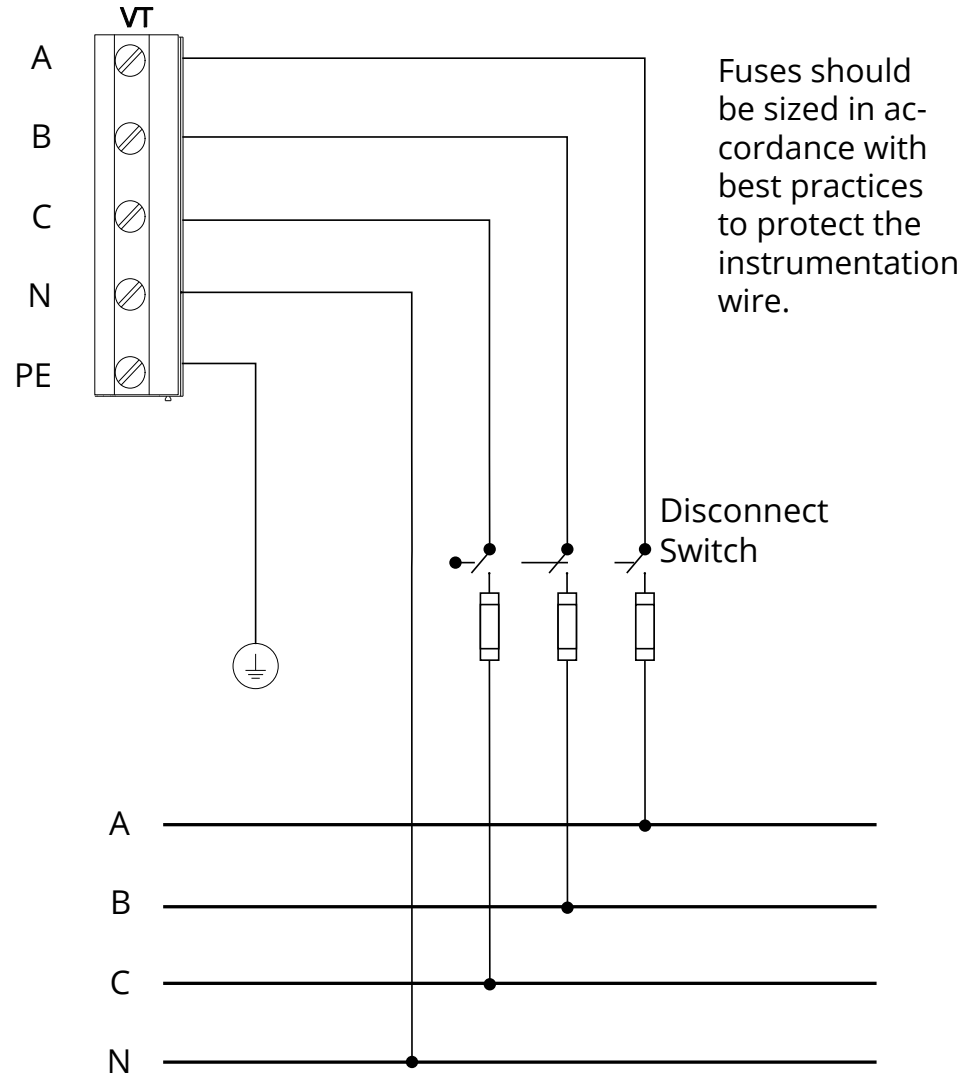 VT
A
B
C
N
PE
Fuses should
be sized in ac-
cordance with
best practices
to protect the
instrumentation
wire.
Disconnect
Switch
A
B
C
N